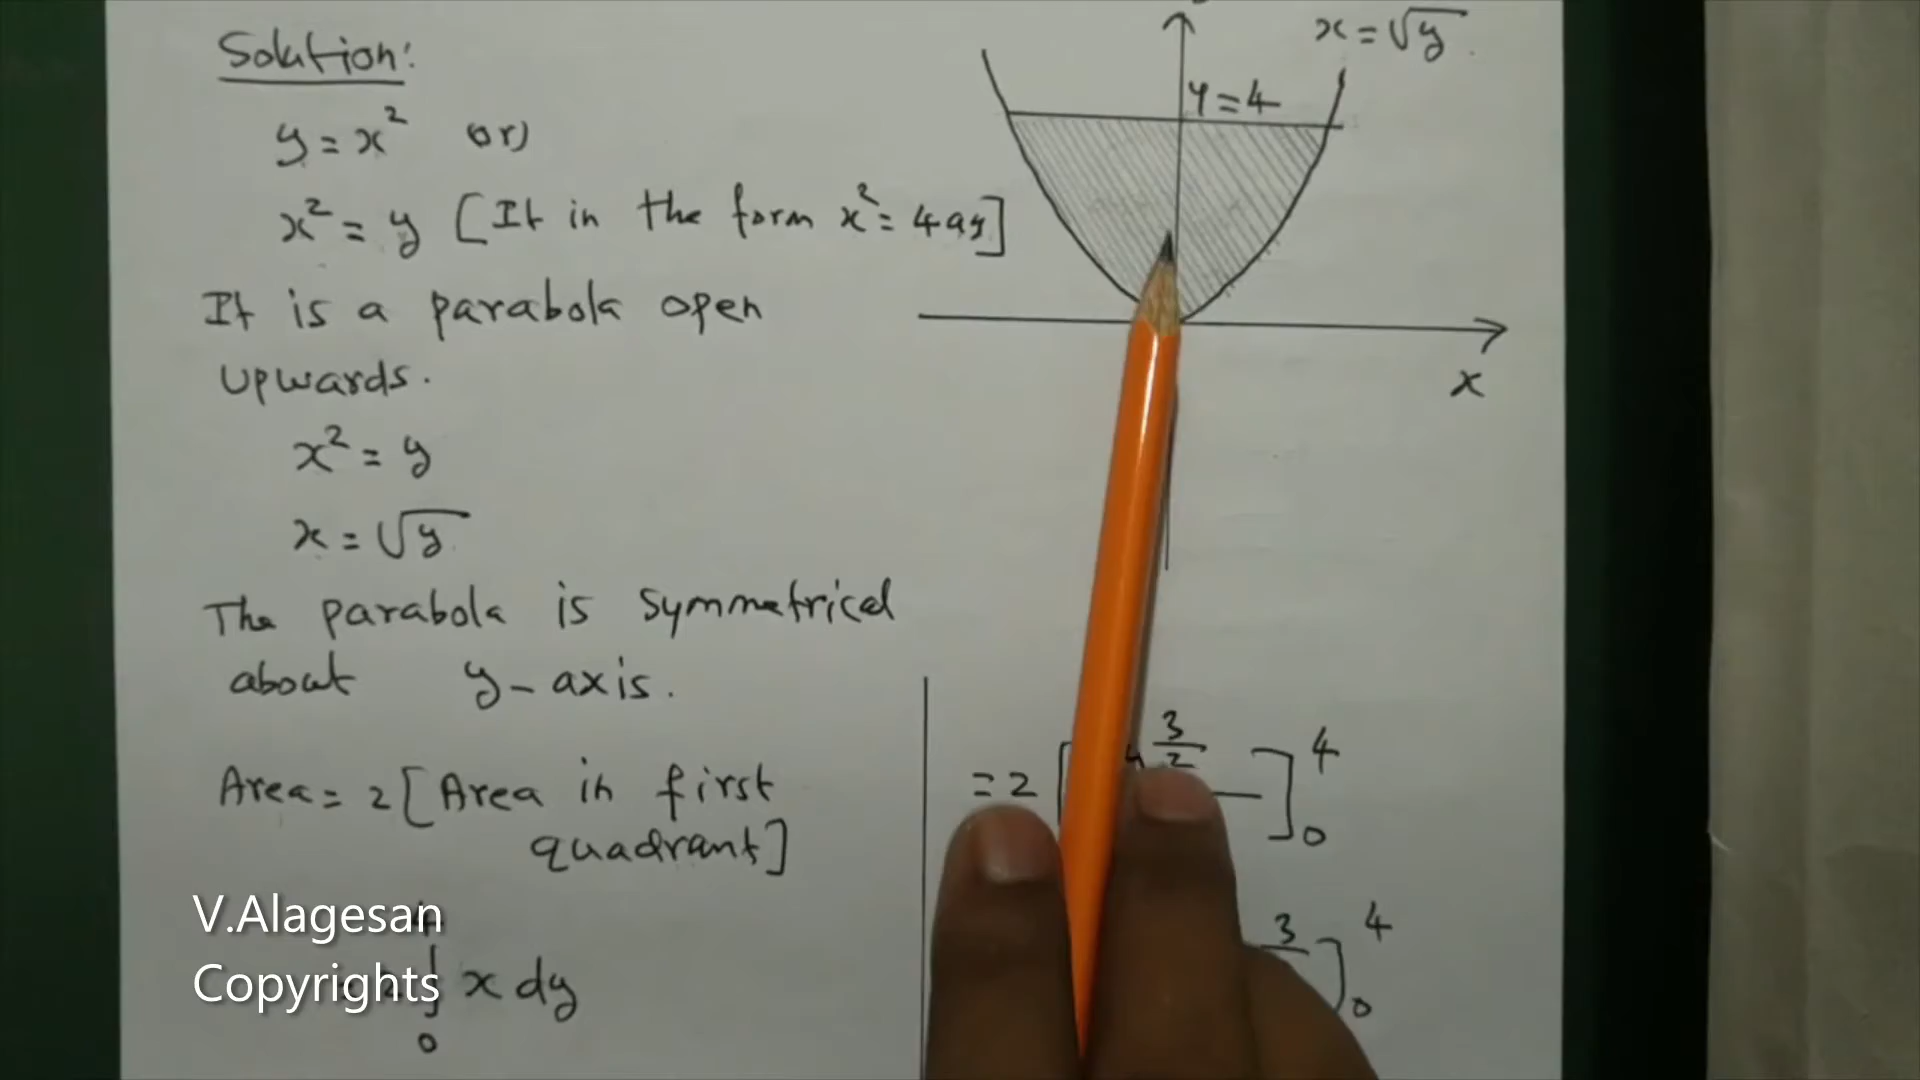 Solution:
y = x² or)
x² = y [It in the form x² = 4ay]
It is a parabola open
upwards.
x² = y
x = √y
The parabola is symmetrical
about y-axis.
Area = 2[Area in first
quadrant]
V.Alagesan
Copyrights
x dy
0
x = √y
y = 4
x
= 2 [ y 3/2 ] 4 0
3 ] 4 0